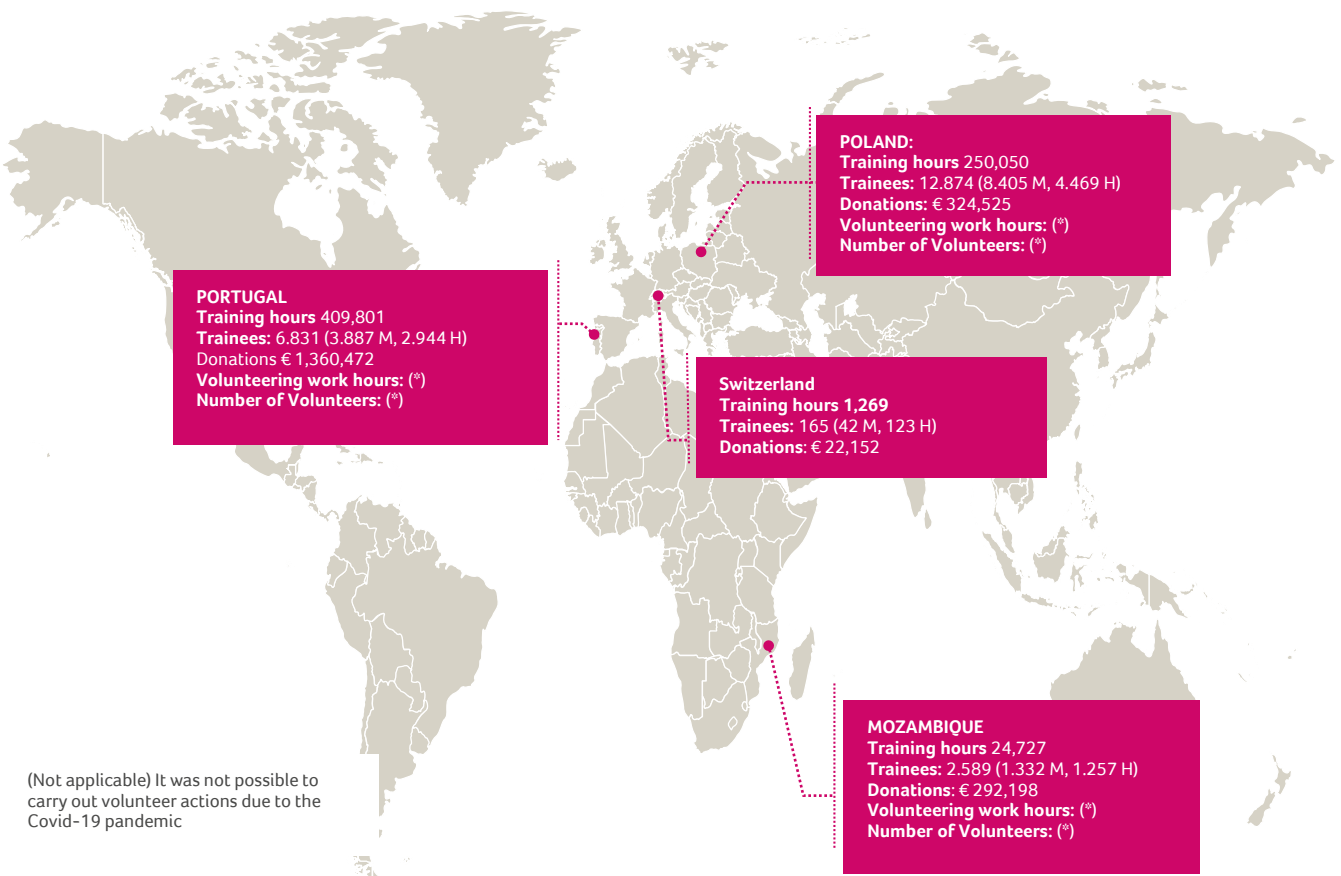 POLAND:
Training hours 250,050
Trainees: 12.874 (8.405 M, 4.469 H)
Donations: € 324,525
Volunteering work hours: (*)
Number of Volunteers: (*)
PORTUGAL
Training hours 409,801
Trainees: 6.831 (3.887 M, 2.944 H)
Donations € 1,360,472
Volunteering work hours: (*)
Number of Volunteers: (*)
Switzerland
Training hours 1,269
Trainees: 165 (42 M, 123 H)
Donations: € 22,152
MOZAMBIQUE
Training hours 24,727
Trainees: 2.589 (1.332 M, 1.257 H)
Donations: € 292,198
Volunteering work hours: (*)
Number of Volunteers: (*)
(Not applicable) It was not possible to
carry out volunteer actions due to the
Covid-19 pandemic